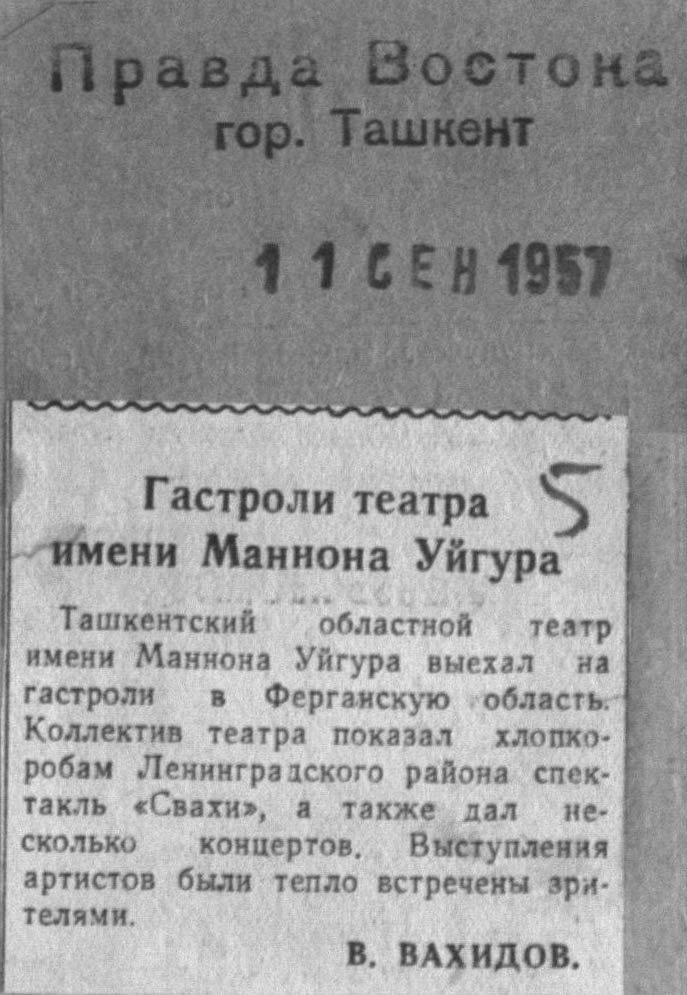 Правда Востока
гор. Ташкент
11 СЕН 1957
Гастроли театра
имени Маннона Уйгура
5
Ташкентский областной театр
имени Маннона Уйгура выехал на
гастроли в Ферганскую область.
Коллектив театра показал хлопко-
робам Ленинградского района спек-
такль «Свахи», а также дал не-
сколько концертов. Выступления
артистов были тепло встречены зри-
телями.
В. ВАХИДОВ.